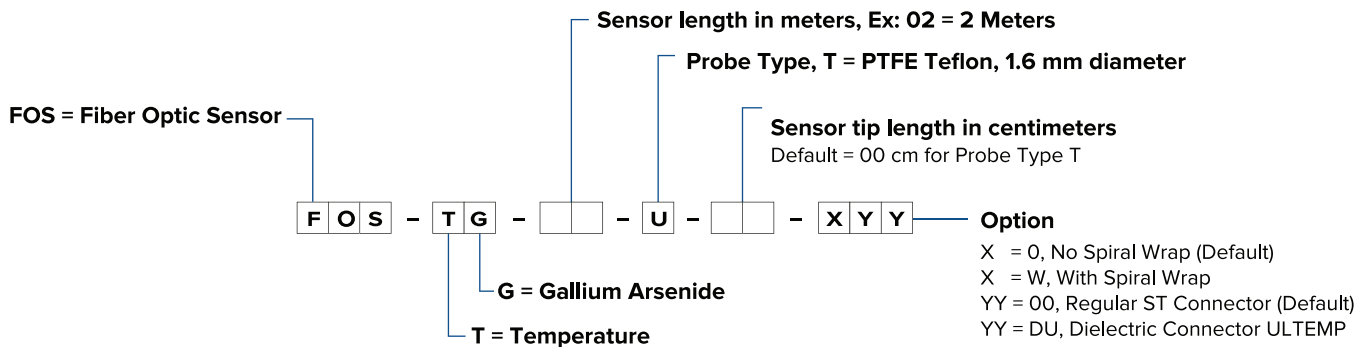 Sensor length in meters, Ex: 02 = 2 Meters
Probe Type, T = PTFE Teflon, 1.6 mm diameter
FOS = Fiber Optic Sensor
Sensor tip length in centimeters
Default = 00 cm for Probe Type T
F O S - T G - - U - - X Y Y
Option
X = 0, No Spiral Wrap (Default)
X = W, With Spiral Wrap
YY = 00, Regular ST Connector (Default)
YY = DU, Dielectric Connector ULTEMP
G = Gallium Arsenide
T = Temperature